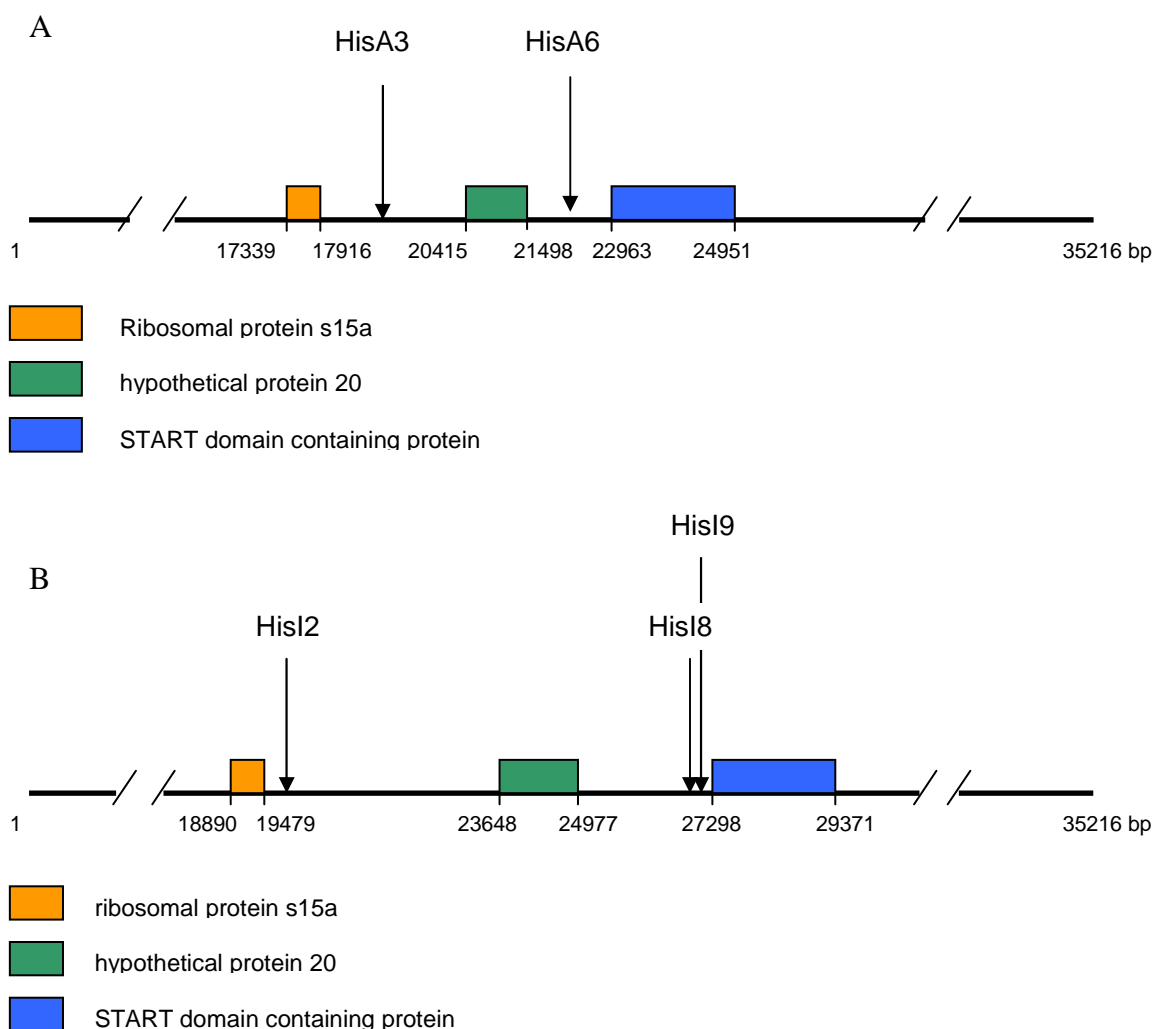 A
HisA3 HisA6
1 17339 17916 20415 21498 22963 24951 35216 bp
Ribosomal protein s15a
hypothetical protein 20
START domain containing protein
HisI9
B
HisI2 HisI8
1 18890 19479 23648 24977 27298 29371 35216 bp
ribosomal protein s15a
hypothetical protein 20
START domain containing protein